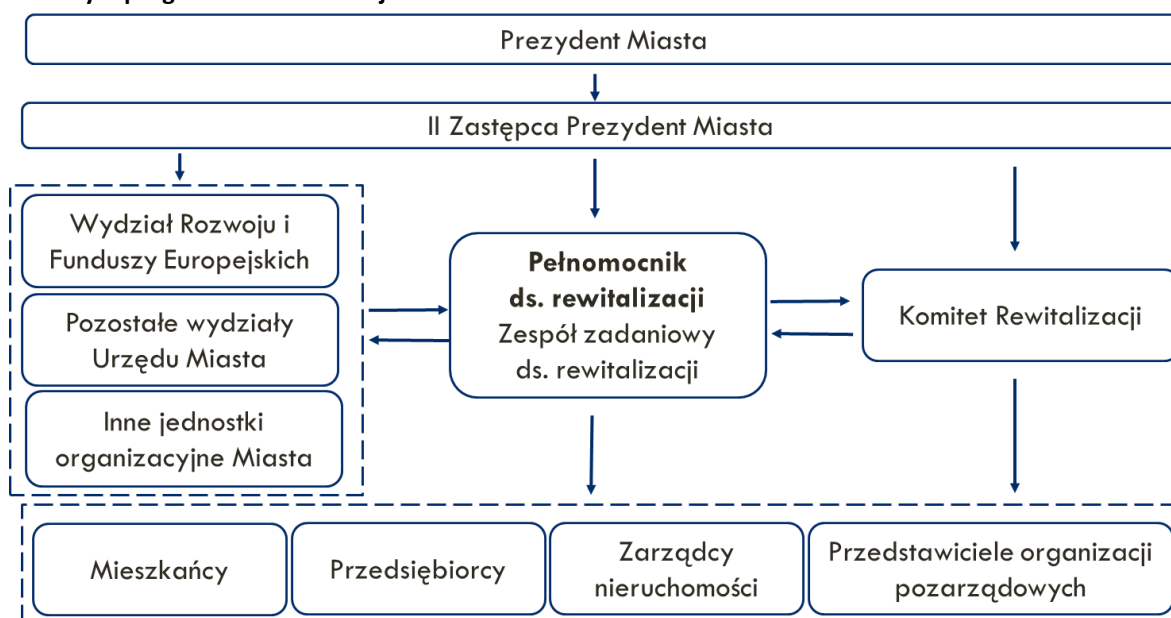 Prezydent Miasta
II Zastępca Prezydent Miasta
Wydział Rozwoju i
Funduszy Europejskich
Pozostałe wydziały
Urzędu Miasta
Inne jednostki
organizacyjne Miasta
Pełnomocnik
ds. rewitalizacji
Zespół zadaniowy
ds. rewitalizacji
Komitet Rewitalizacji
Mieszkańcy
Przedsiębiorcy
Zarządcy
nieruchomości
Przedstawiciele organizacji
pozarządowych